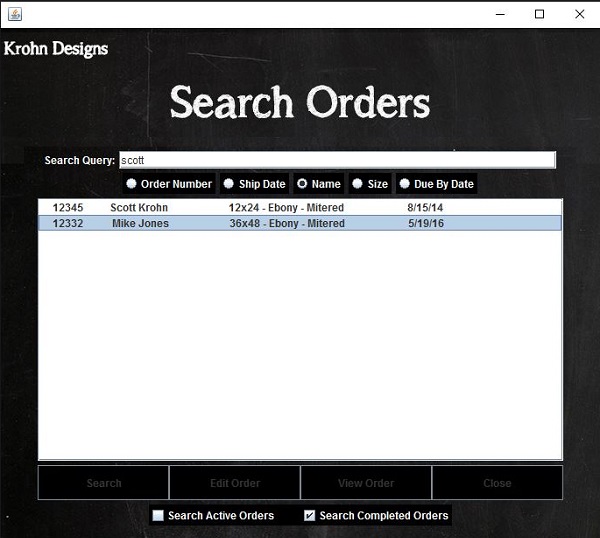 Krohn Designs
Search Orders
Search Query: scott
Order Number Ship Date Name Size Due By Date
12345 Scott Krohn 12x24 - Ebony - Mitered 8/15/14
12332 Mike Jones 36x48 - Ebony - Mitered 5/19/16
Search Edit Order View Order Close
Search Active Orders Search Completed Orders